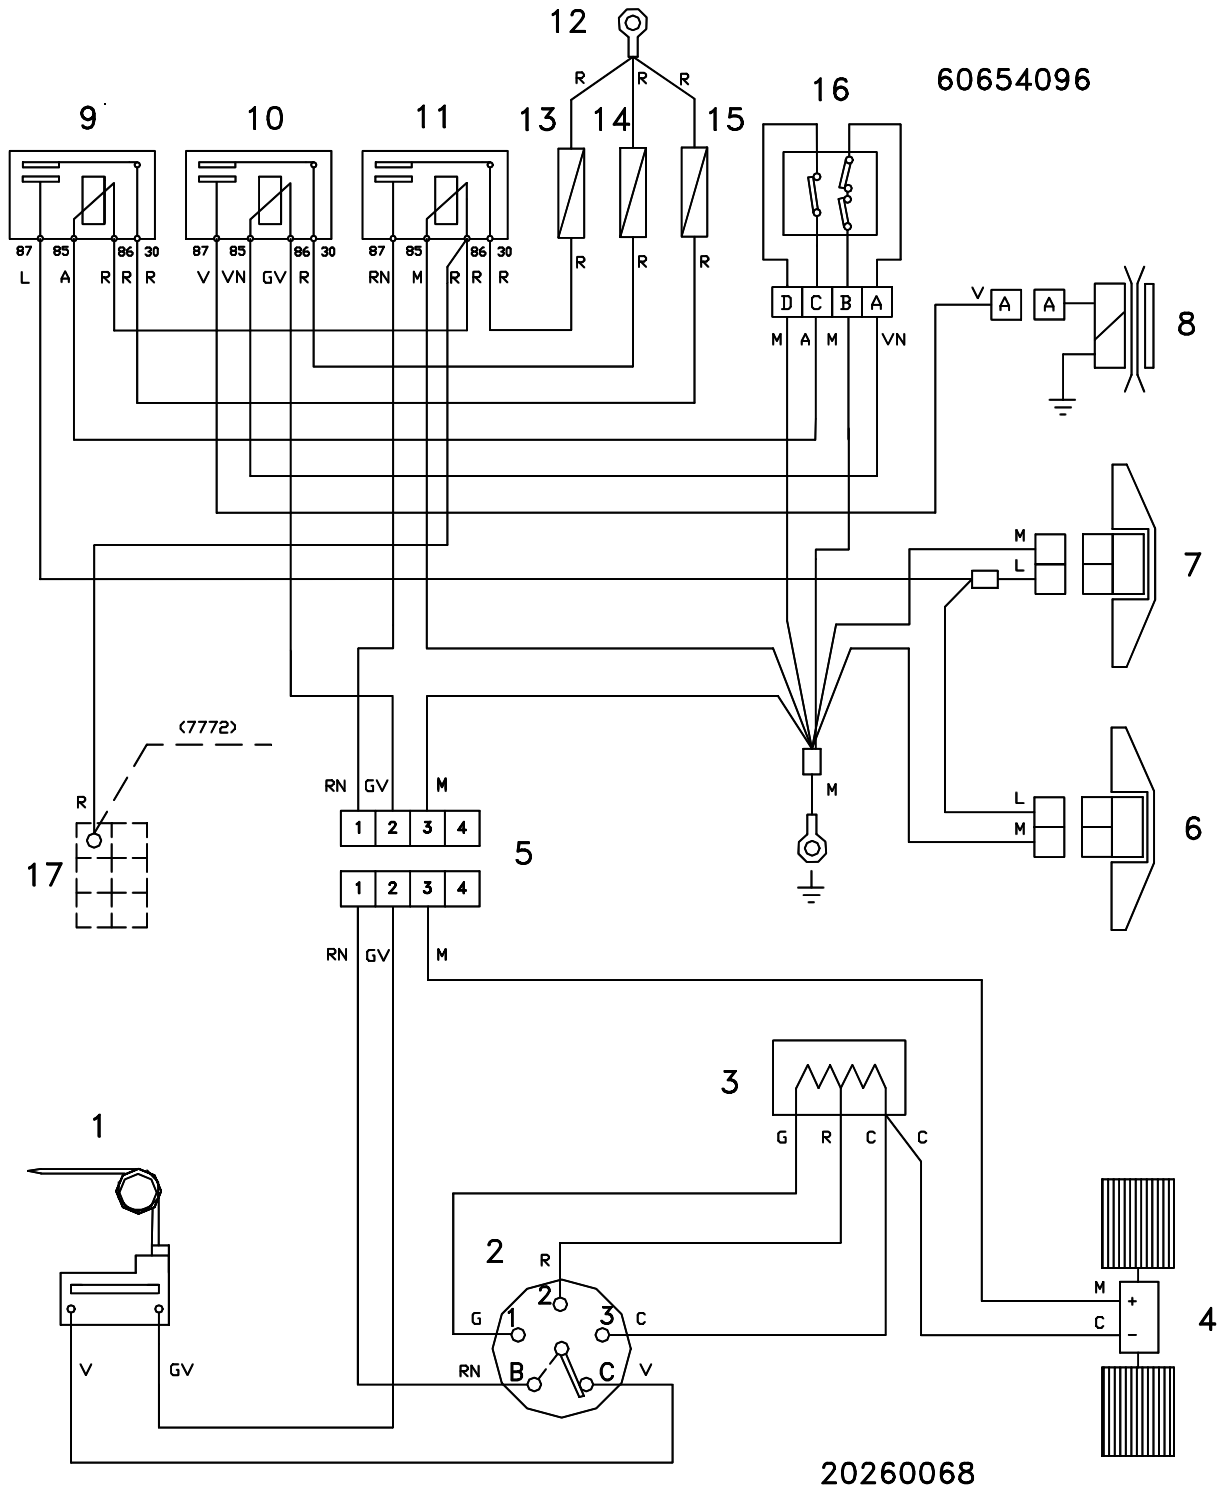 12
60654096
R R R
16
9 10 11 13 14 15
87 85 86 30 87 85 86 30 87 85 86 30
L A R R R V VN GV R RN M R R R R R R
D C B A
M A M VN
V A A
8
M
L
7
(7772)
RN GV M
M
R
L
M
6
17
1 2 3 4
5
1 2 3 4
RN GV M
3
G R C C
1
2
R
G 1 2 3 C
M +
C -
4
RN B C V
V GV
20260068